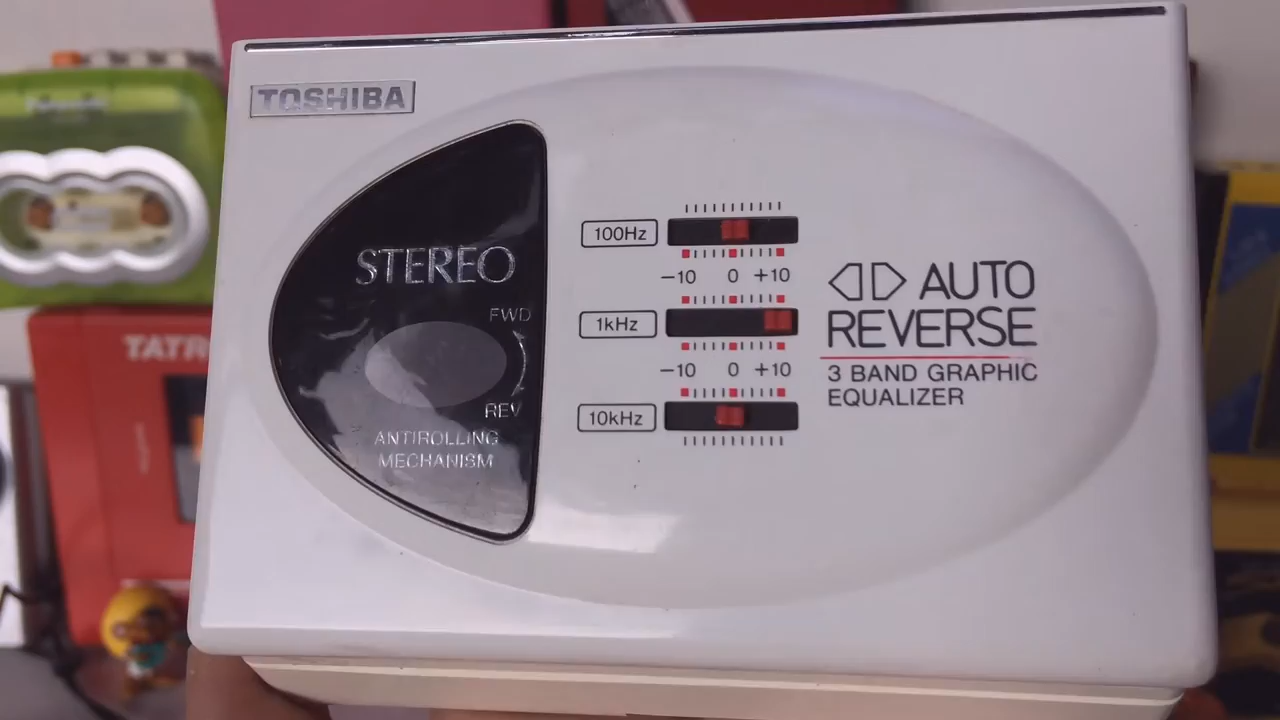 TOSHIBA
STEREO
FWD
REV
ANTIROLLING
MECHANISM
100Hz
-10 0 +10
1kHz
-10 0 +10
10kHz
AUTO
REVERSE
3 BAND GRAPHIC
EQUALIZER